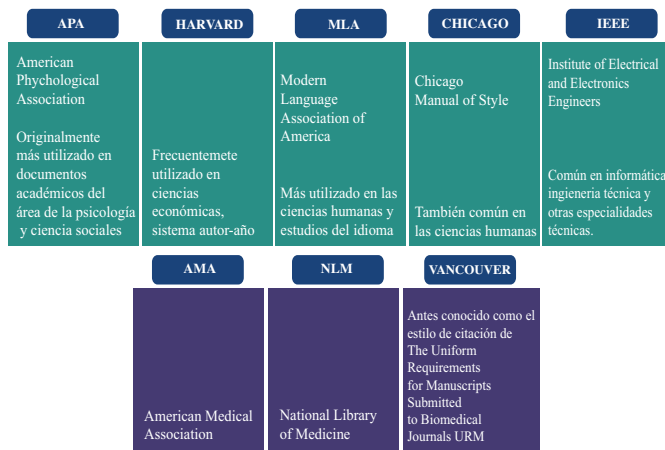 APA
American
Phychological
Association
Originalmente
más utilizado en
documentos
académicos del
área de la psicología
y ciencia sociales
HARVARD
Frecuentemete
utilizado en
ciencias
económicas,
sistema autor-año
MLA
Modern
Language
Association of
America
Más utilizado en las
ciencias humanas y
estudios del idioma
CHICAGO
Chicago
Manual of Style
También común en
las ciencias humanas
IEEE
Institute of Electrical
and Electronics
Engineers
Común en informática,
ingenieria técnica y
otras especialidades
técnicas.
AMA
American Medical
Association
NLM
National Library
of Medicine
VANCOUVER
Antes conocido como el
estilo de citación de
The Uniform
Requirements
for Manuscripts
Submitted
to Biomedical
Journals URM